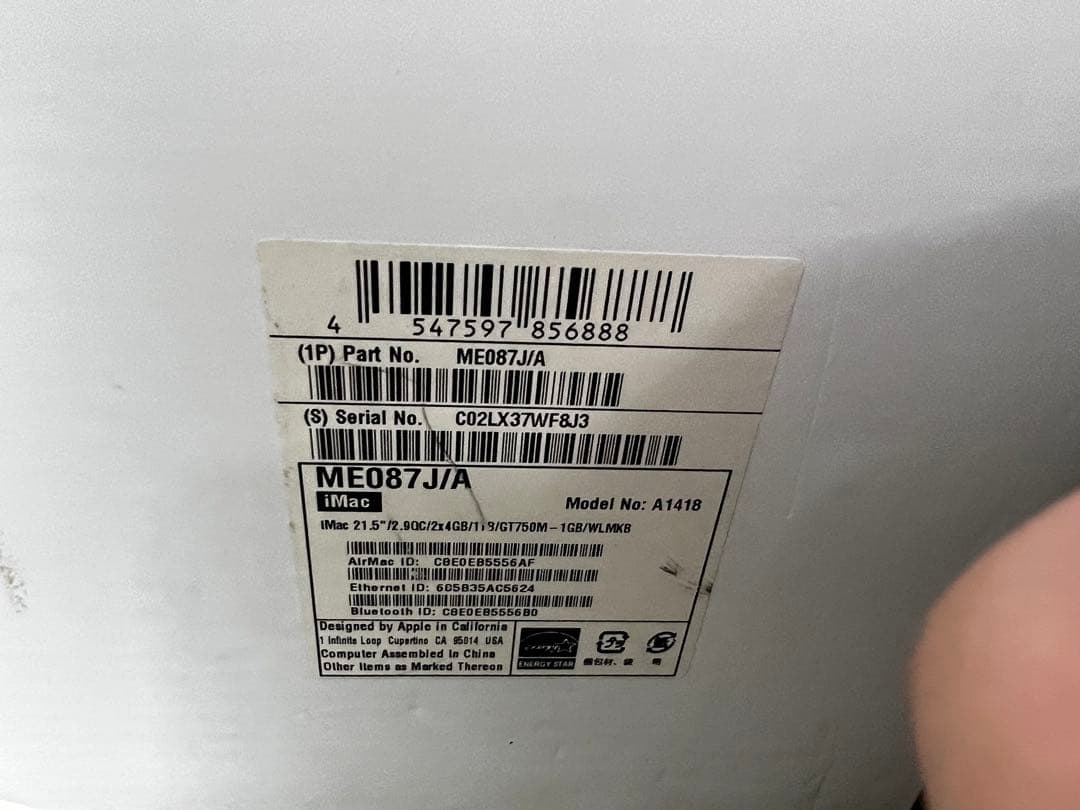 4 547597 856888
(1P) Part No. ME087J/A
(S) Serial No. C02LX37WF8J3
ME087J/A
iMac
Model No: A1418
iMac 21.5"/2.9QC/2x4GB/1TB/GT750M-1GB/WLMKB
AirMac ID: C8E0EB5556AF
Ethernet ID: 685B35AC5624
Bluetooth ID: C8E0EB5556B0
Designed by Apple in California
1 Infinite Loop Cupertino CA 95014 USA
Computer Assembled In China
Other Items as Marked Thereon
ENERGY STAR